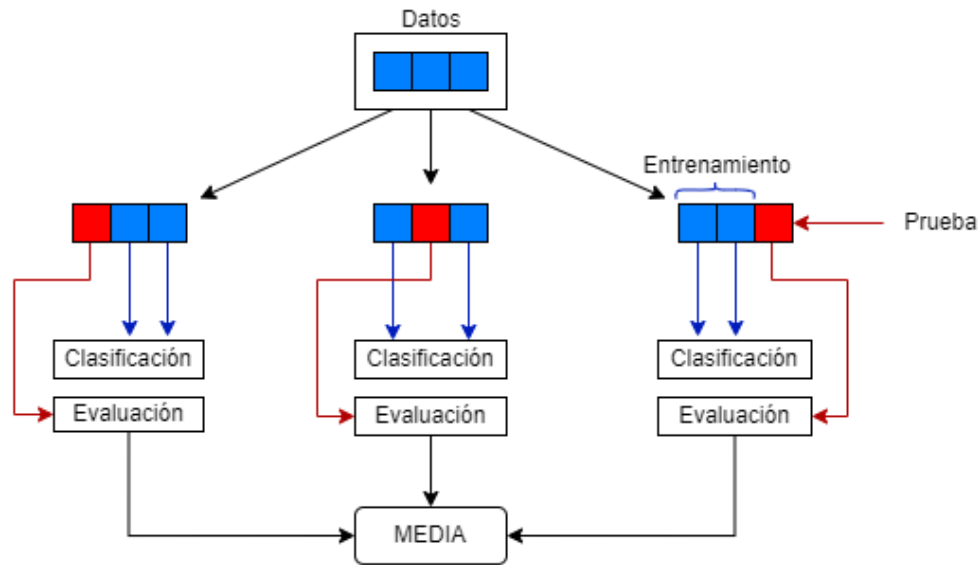 Datos
Entrenamiento
Prueba
Clasificación
Clasificación
Clasificación
Evaluación
Evaluación
Evaluación
MEDIA